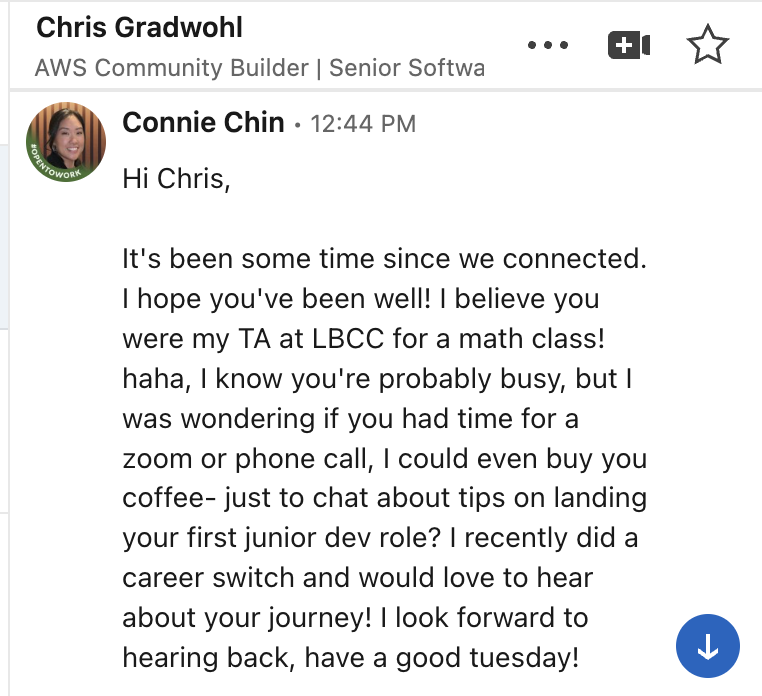 Chris Gradwohl
AWS Community Builder | Senior Softwa
Connie Chin • 12:44 PM
#OPENTOWORK
Hi Chris,
It's been some time since we connected.
I hope you've been well! I believe you
were my TA at LBCC for a math class!
haha, I know you're probably busy, but I
was wondering if you had time for a
zoom or phone call, I could even buy you
coffee- just to chat about tips on landing
your first junior dev role? I recently did a
career switch and would love to hear
about your journey! I look forward to
hearing back, have a good tuesday!